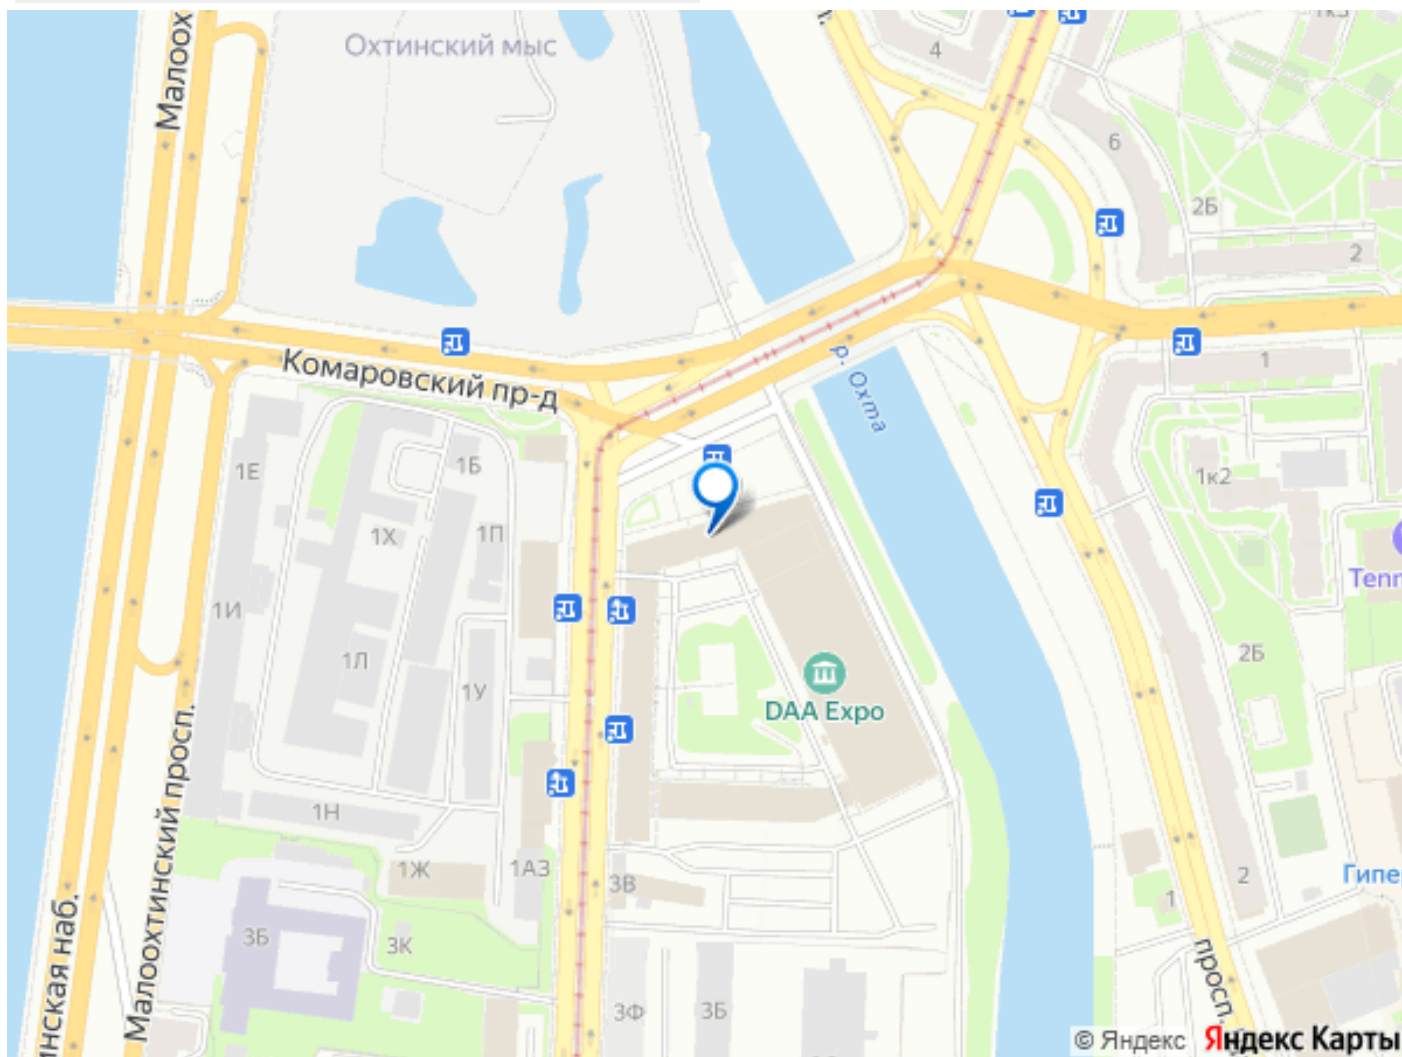 Охтинский мыс
Малоох
4
6
2Б
2
Комаровский пр-д
р. Охта
1
1Е
1Б
1к2
1Х
1П
1И
1Л
1У
2Б
DAA Expo
Малоохтинский просп.
1Н
1Ж
1АЗ
3В
2
1
Гипе
3Б
3К
инская наб.
просп.
3Ф
3Б
© Яндекс Яндекс Карты